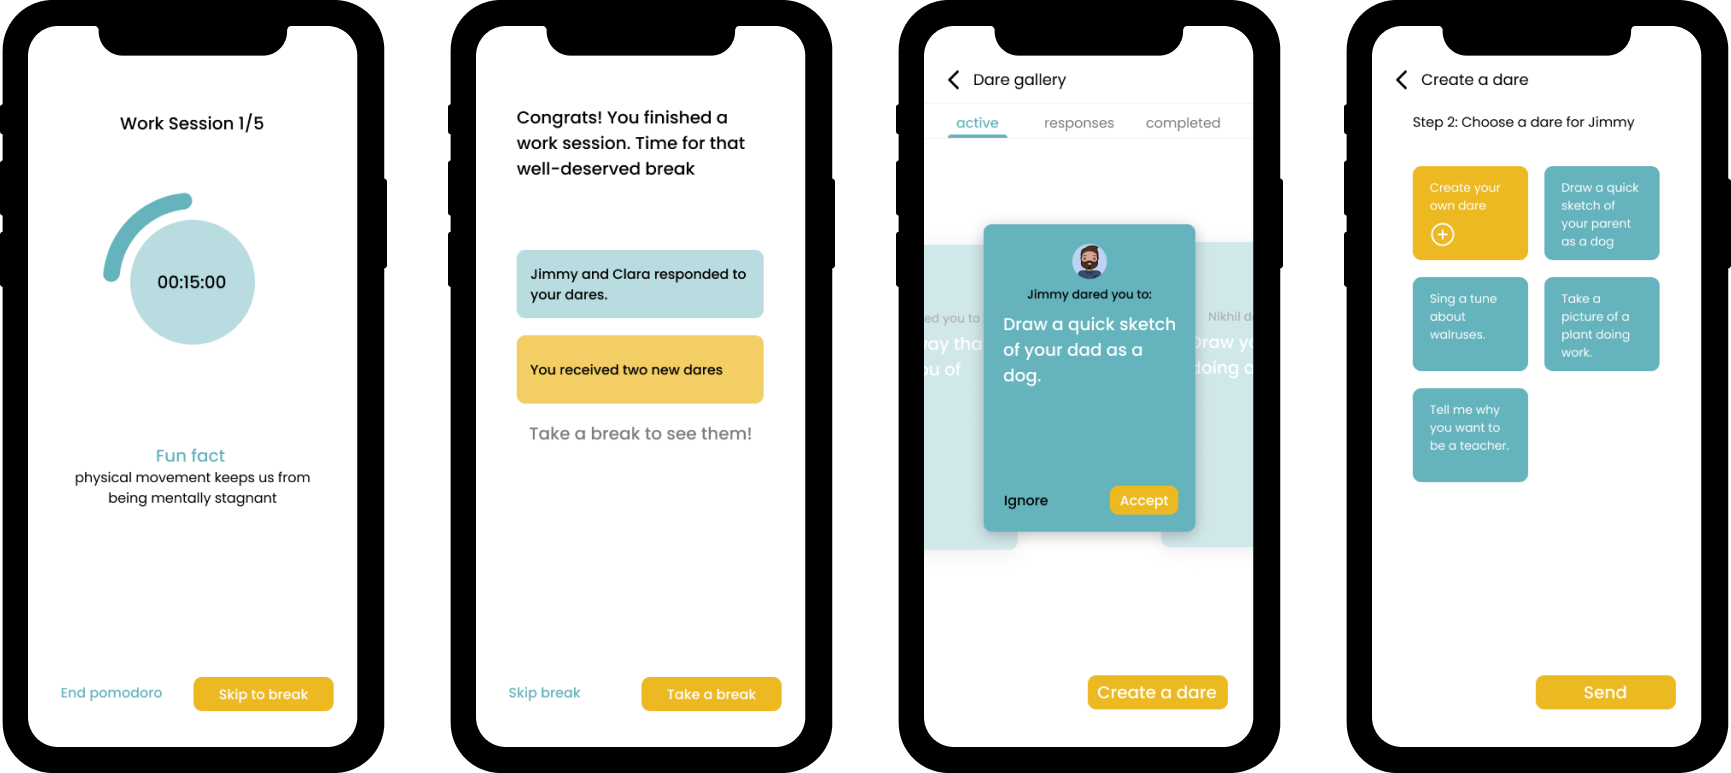 Work Session 1/5
00:15:00
Fun fact
physical movement keeps us from
being mentally stagnant
End pomodoro
Skip to break
Congrats! You finished a
work session. Time for that
well-deserved break
Jimmy and Clara responded to
your dares.
You received two new dares
Take a break to see them!
Skip break
Take a break
Dare gallery
active
responses
completed
you to
ou of
Jimmy dared you to:
Draw a quick sketch
of your dad as a
dog.
Ignore
Accept
Nikhil
Create a dare
Create a dare
Step 2: Choose a dare for Jimmy
Create your
own dare
Draw a quick
sketch of
your parent
as a dog
Sing a tune
about
walruses.
Take a
picture of a
plant doing
work.
Tell me why
you want to
be a teacher.
Send